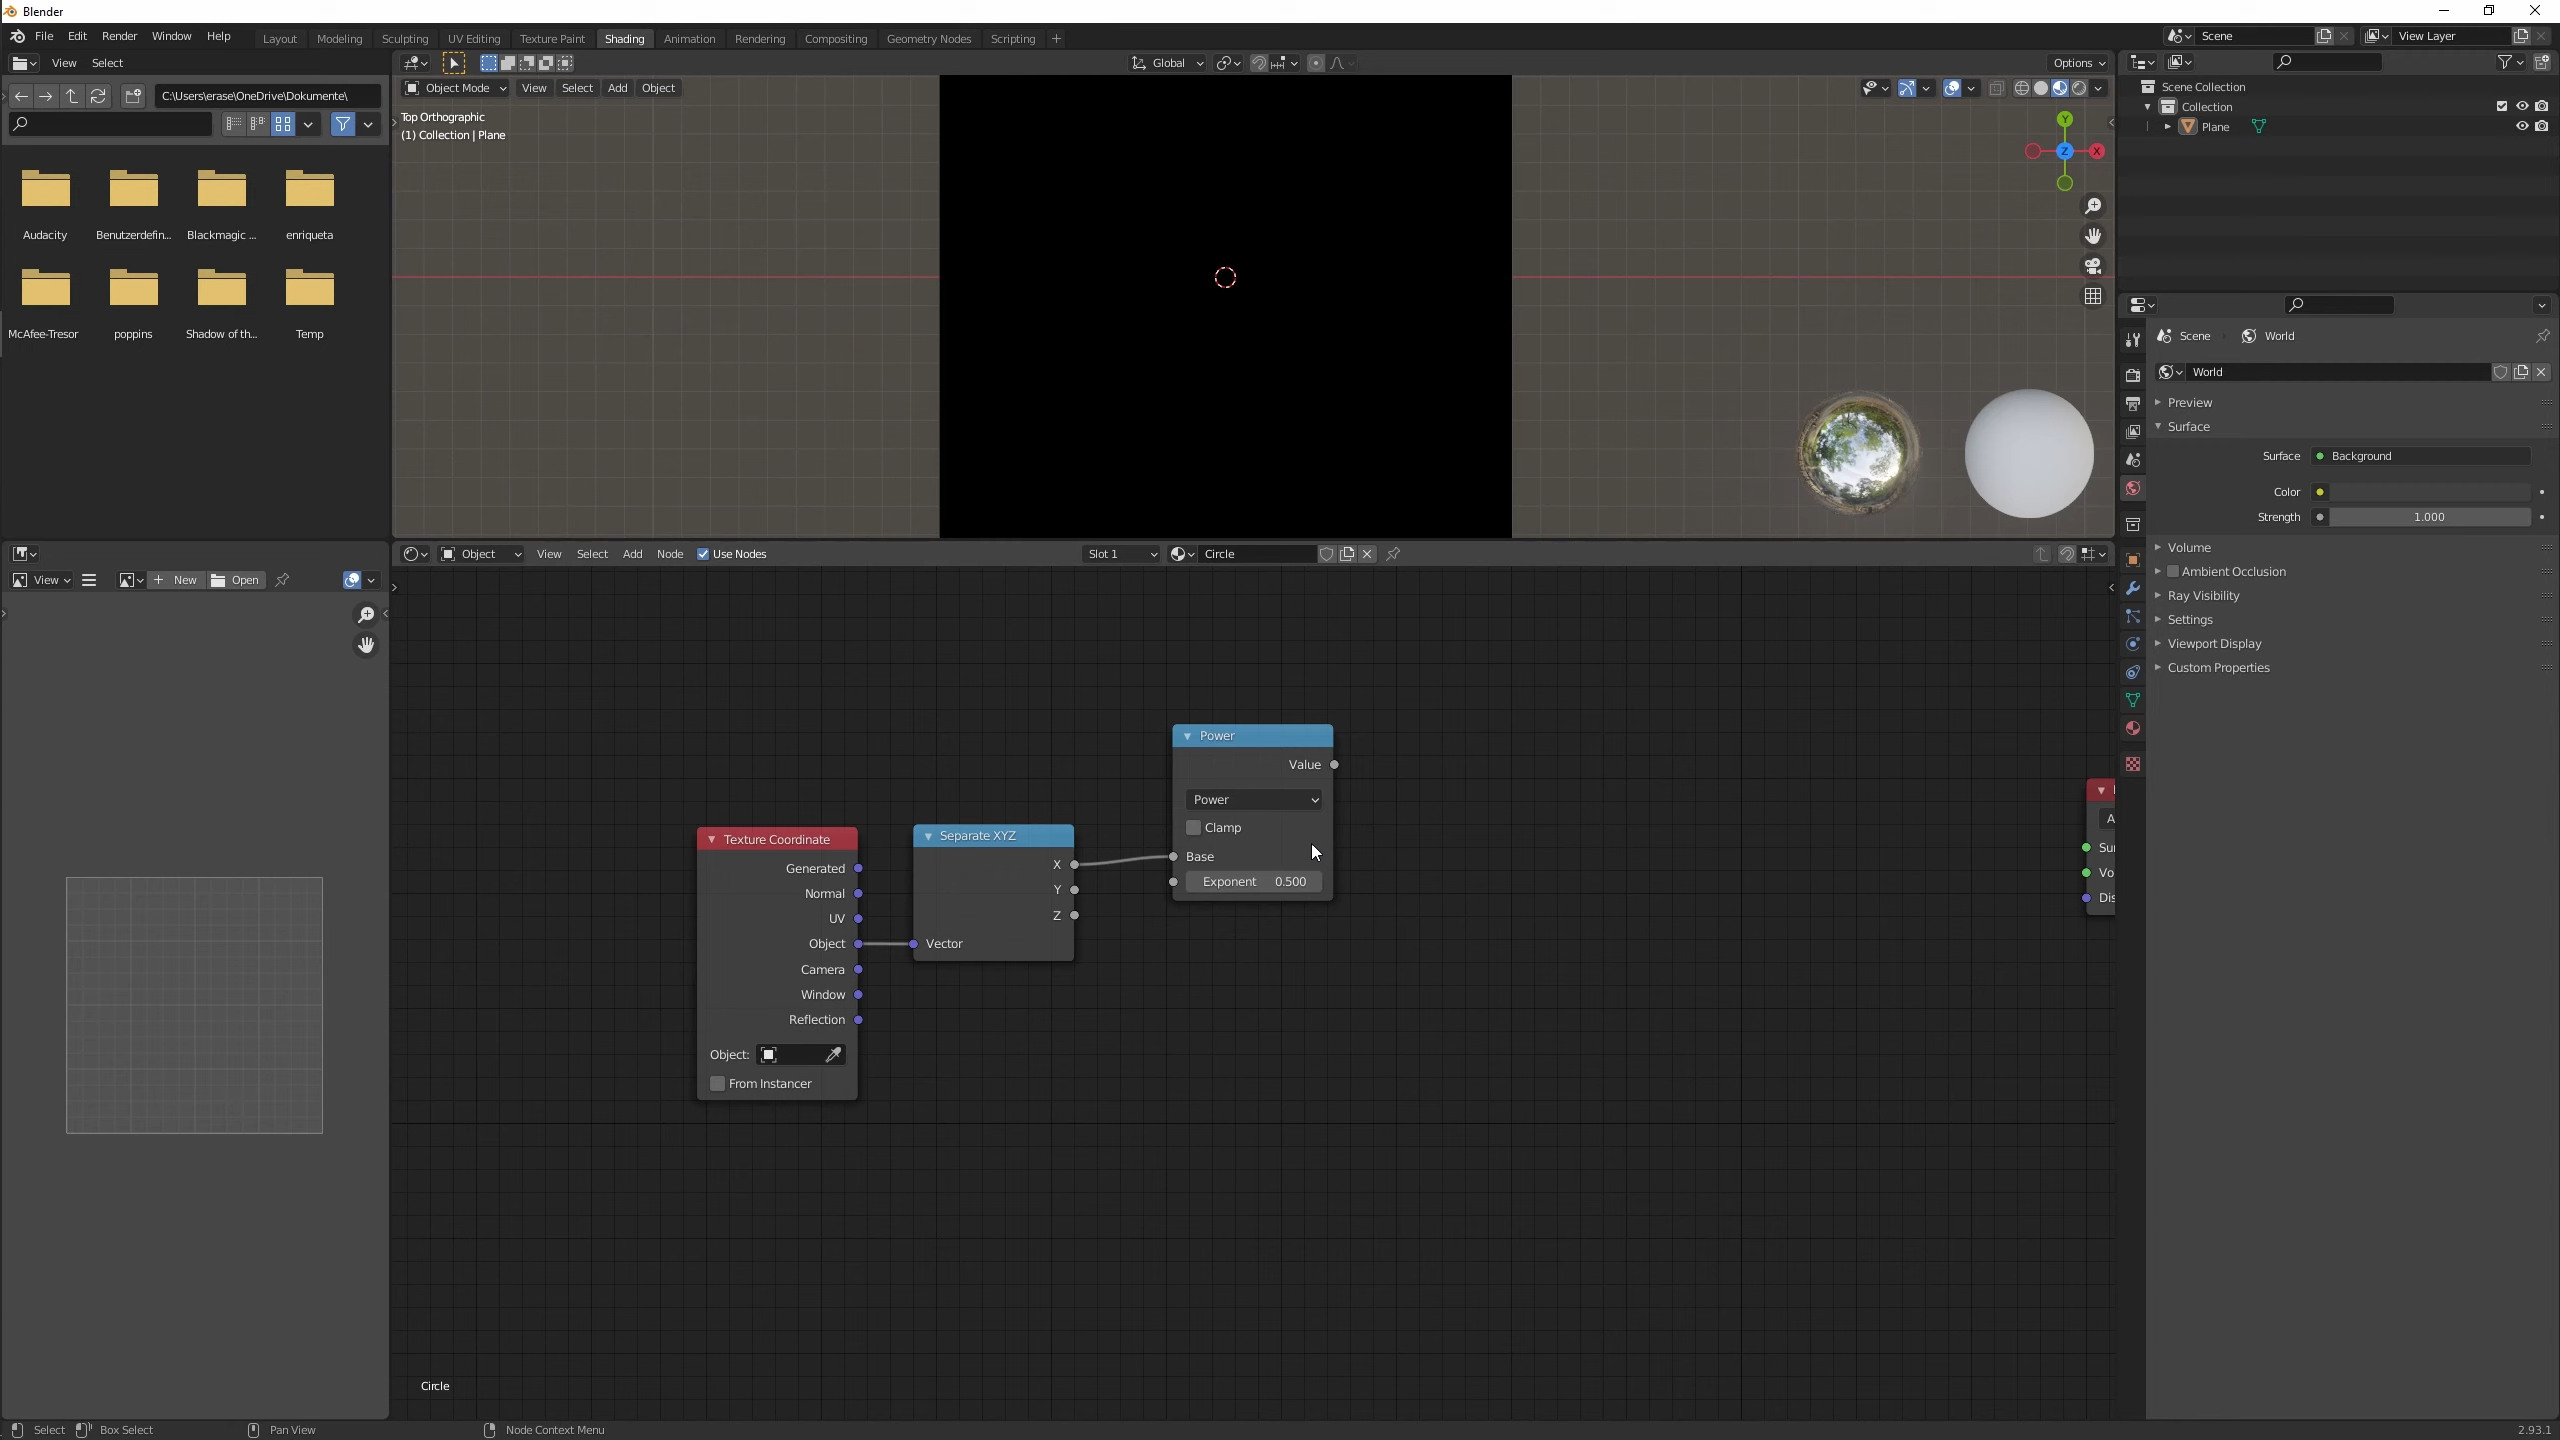 Blender
File Edit Render Window Help
Layout Modeling Sculpting UV Editing Texture Paint Shading Animation Rendering Compositing Geometry Nodes Scripting +
Scene
View Layer
View Select
Global
Options
C:\Users\erase\OneDrive\Dokumente\
Object Mode View Select Add Object
Scene Collection
Collection
Plane
Top Orthographic
(1) Collection | Plane
Y
Z
X
Audacity Benutzerdefin... Blackmagic ... enriqueta
McAfee-Tresor poppins Shadow of th... Temp
Scene World
World
Preview
Surface
Surface Background
Color
Strength 1.000
Volume
Ambient Occlusion
Ray Visibility
Settings
Viewport Display
Custom Properties
Object View Select Add Node Use Nodes Slot 1 Circle
View + New Open
Power
Value
Power
Clamp
Base
Exponent 0.500
Texture Coordinate
Generated
Normal
UV
Object
Camera
Window
Reflection
Object:
From Instancer
Separate XYZ
X
Y
Z
Vector
A
Sur
Vo
Dis
Circle
Select Box Select Pan View Node Context Menu
2.93.1